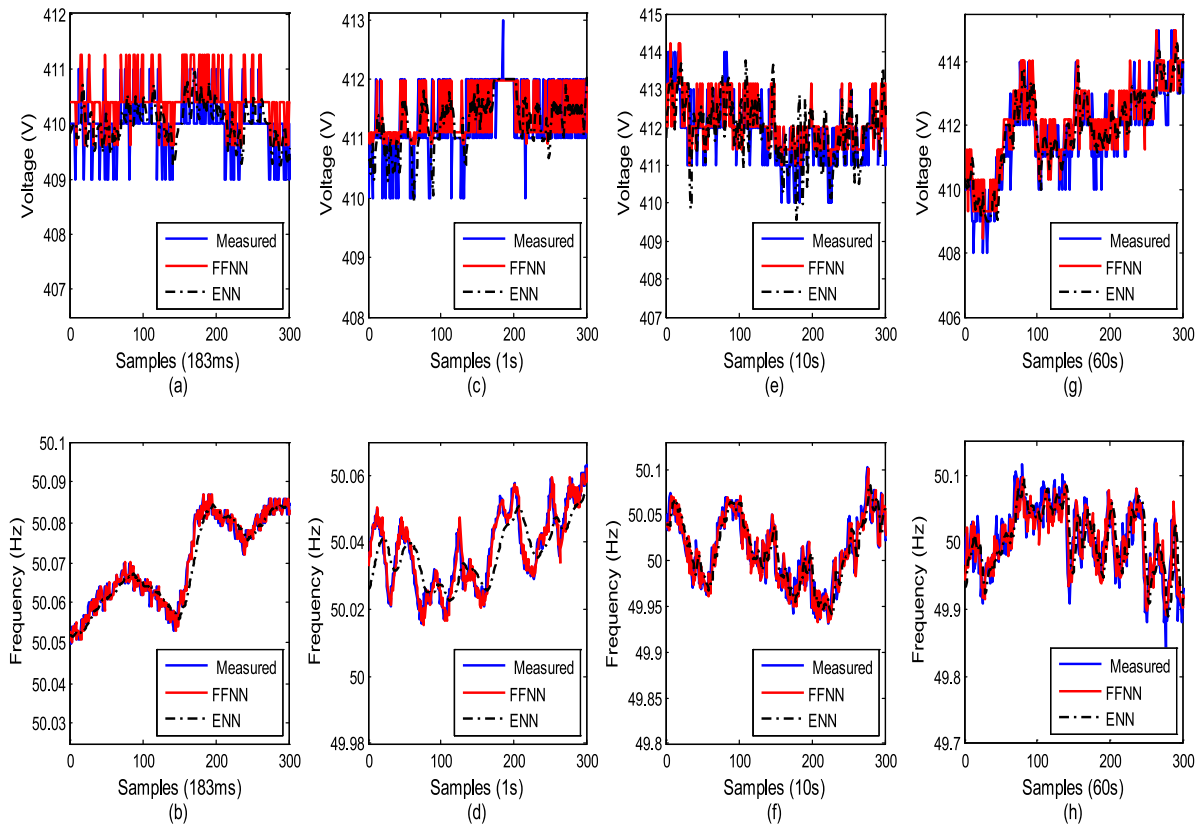 412
411
410
409
408
407
Voltage (V)
Measured
FFNN
ENN
0 100 200 300
Samples (183ms)
(a)
413
412
411
410
409
408
Voltage (V)
Measured
FFNN
ENN
0 100 200 300
Samples (1s)
(c)
415
414
413
412
411
410
409
408
407
Voltage (V)
Measured
FFNN
ENN
0 100 200 300
Samples (10s)
(e)
414
412
410
408
406
Voltage (V)
Measured
FFNN
ENN
0 100 200 300
Samples (60s)
(g)
50.1
50.09
50.08
50.07
50.06
50.05
50.04
50.03
Frequency (Hz)
Measured
FFNN
ENN
0 100 200 300
Samples (183ms)
(b)
50.06
50.04
50.02
50
49.98
Frequency (Hz)
Measured
FFNN
ENN
0 100 200 300
Samples (1s)
(d)
50.1
50.05
50
49.95
49.9
49.85
49.8
Frequency (Hz)
Measured
FFNN
ENN
0 100 200 300
Samples (10s)
(f)
50.1
50
49.9
49.8
49.7
Frequency (Hz)
Measured
FFNN
ENN
0 100 200 300
Samples (60s)
(h)